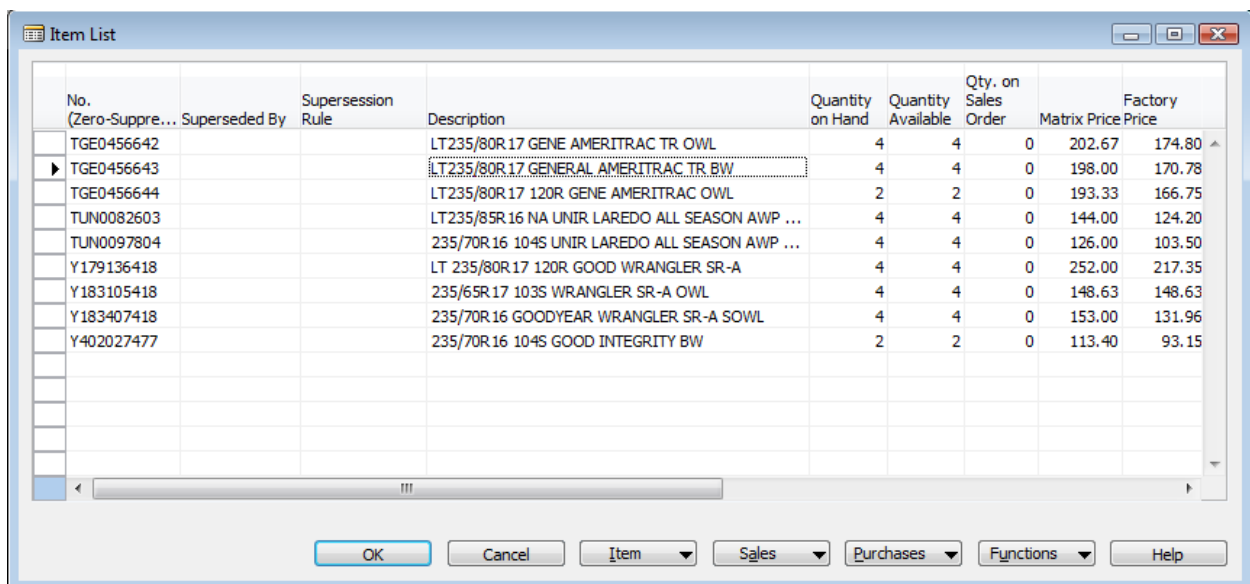 Item List
No. (Zero-Suppre... Superseded By Supersession Rule Description Quantity on Hand Quantity Available Qty. on Sales Order Matrix Price Factory Price
TGE0456642 LT235/80R17 GENE AMERITRAC TR OWL 4 4 0 202.67 174.80
TGE0456643 LT235/80R17 GENERAL AMERITRAC TR BW 4 4 0 198.00 170.78
TGE0456644 LT235/80R17 120R GENE AMERITRAC OWL 2 2 0 193.33 166.75
TUN0082603 LT235/85R16 NA UNIR LAREDO ALL SEASON AWP ... 4 4 0 144.00 124.20
TUN0097804 235/70R16 104S UNIR LAREDO ALL SEASON AWP ... 4 4 0 126.00 103.50
Y179136418 LT 235/80R17 120R GOOD WRANGLER SR-A 4 4 0 252.00 217.35
Y183105418 235/65R17 103S WRANGLER SR-A OWL 4 4 0 148.63 148.63
Y183407418 235/70R16 GOODYEAR WRANGLER SR-A SOWL 4 4 0 153.00 131.96
Y402027477 235/70R16 104S GOOD INTEGRITY BW 2 2 0 113.40 93.15
OK Cancel Item Sales Purchases Functions Help